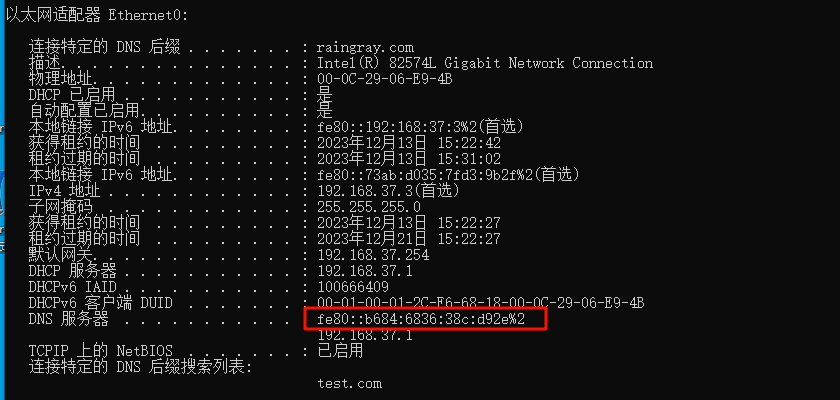 以太网适配器 Ethernet0:
连接特定的 DNS 后缀 . . . . . . . : raingray.com
描述. . . . . . . . . . . . . . . : Intel(R) 82574L Gigabit Network Connection
物理地址. . . . . . . . . . . . . : 00-0C-29-06-E9-4B
DHCP 已启用 . . . . . . . . . . . : 是
自动配置已启用. . . . . . . . . . : 是
本地链接 IPv6 地址. . . . . . . . : fe80::192:168:37:3%2(首选)
获得租约的时间 . . . . . . . . . : 2023年12月13日 15:22:42
租约过期的时间 . . . . . . . . . : 2023年12月13日 15:31:02
本地链接 IPv6 地址. . . . . . . . : fe80::73ab:d035:7fd3:9b2f%2(首选)
IPv4 地址 . . . . . . . . . . . . : 192.168.37.3(首选)
子网掩码 . . . . . . . . . . . . : 255.255.255.0
获得租约的时间 . . . . . . . . . : 2023年12月13日 15:22:27
租约过期的时间 . . . . . . . . . : 2023年12月21日 15:22:27
默认网关. . . . . . . . . . . . . : 192.168.37.254
DHCP 服务器 . . . . . . . . . . . : 192.168.37.1
DHCPv6 IAID . . . . . . . . . . . : 100666409
DHCPv6 客户端 DUID . . . . . . . : 00-01-00-01-2C-F6-68-18-00-0C-29-06-E9-4B
DNS 服务器 . . . . . . . . . . . : fe80::b684:6836:38c:d92e%2
192.168.37.1
TCPIP 上的 NetBIOS . . . . . . . : 已启用
连接特定的 DNS 后缀搜索列表:
test.com